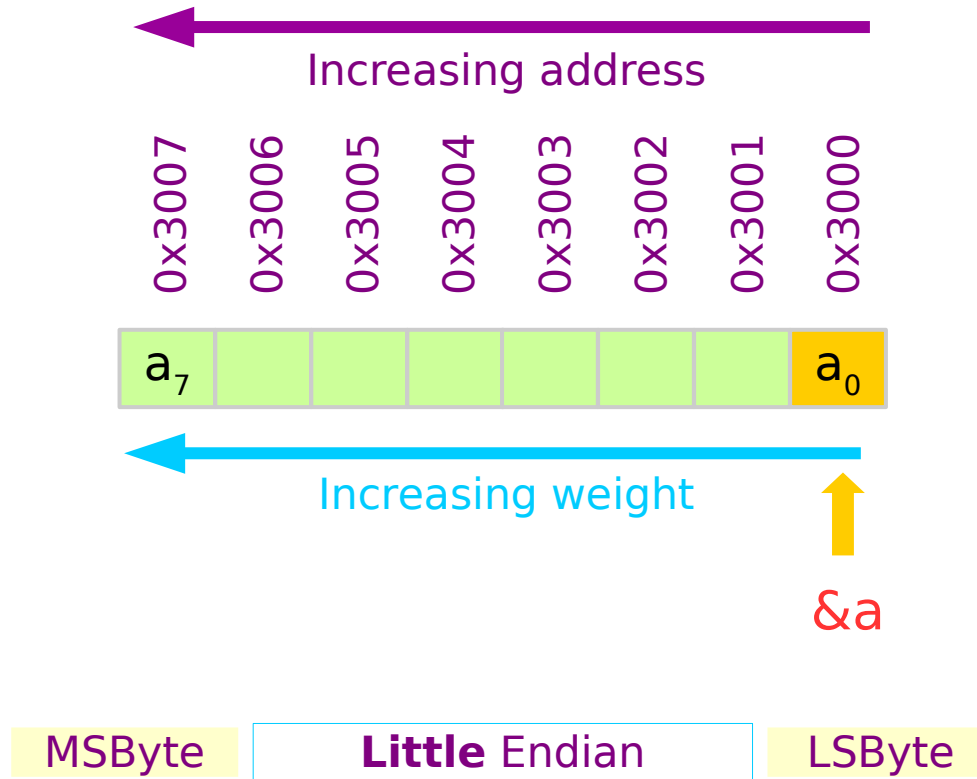 Increasing address
0x3007 0x3006 0x3005 0x3004 0x3003 0x3002 0x3001 0x3000
a₇ a₀
Increasing weight
&a
MSByte Little Endian LSByte